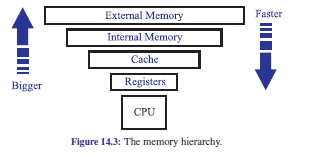 External Memory
Faster
Internal Memory
Cache
Bigger
Registers
CPU
Figure 14.3: The memory hierarchy.